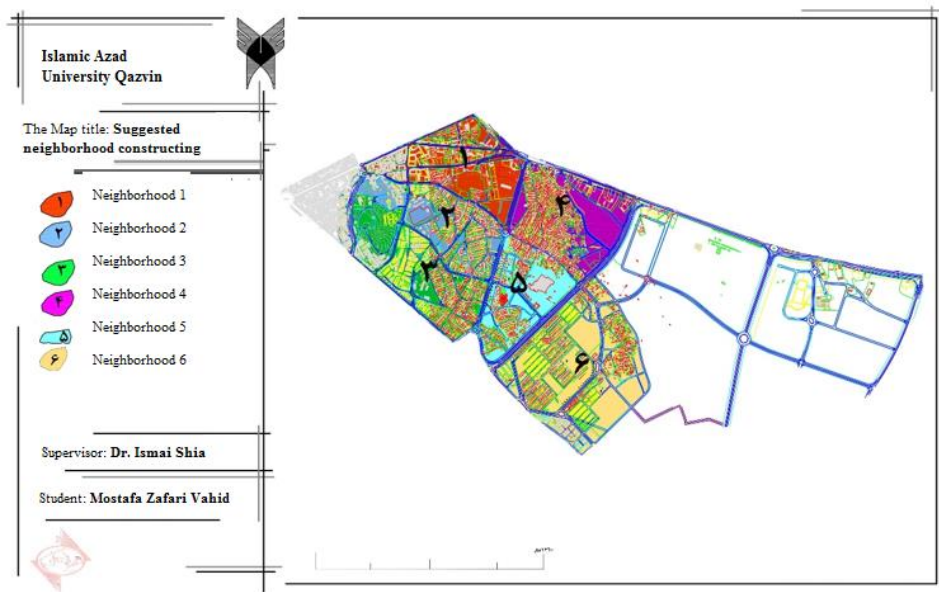 Islamic Azad
University Qazvin
The Map title: Suggested
neighborhood constructing
۱ Neighborhood 1
۲ Neighborhood 2
۳ Neighborhood 3
۴ Neighborhood 4
۵ Neighborhood 5
۶ Neighborhood 6
Supervisor: Dr. Ismai Shia
Student: Mostafa Zafari Vahid
۱
۲
۴
۳
۵
۶